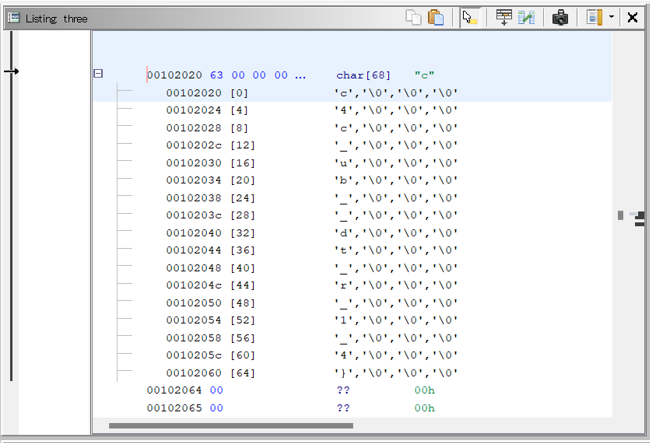 Listing three
00102020 63 00 00 00 ... char[68] "c"
00102020 [0] 'c','\0','\0','\0'
00102024 [4] '4','\0','\0','\0'
00102028 [8] 'c','\0','\0','\0'
0010202c [12] '_','\0','\0','\0'
00102030 [16] 'u','\0','\0','\0'
00102034 [20] 'b','\0','\0','\0'
00102038 [24] '_','\0','\0','\0'
0010203c [28] '_','\0','\0','\0'
00102040 [32] 'd','\0','\0','\0'
00102044 [36] 't','\0','\0','\0'
00102048 [40] '_','\0','\0','\0'
0010204c [44] 'r','\0','\0','\0'
00102050 [48] '_','\0','\0','\0'
00102054 [52] '1','\0','\0','\0'
00102058 [56] '_','\0','\0','\0'
0010205c [60] '4','\0','\0','\0'
00102060 [64] '}','\0','\0','\0'
00102064 00 ?? 00h
00102065 00 ?? 00h